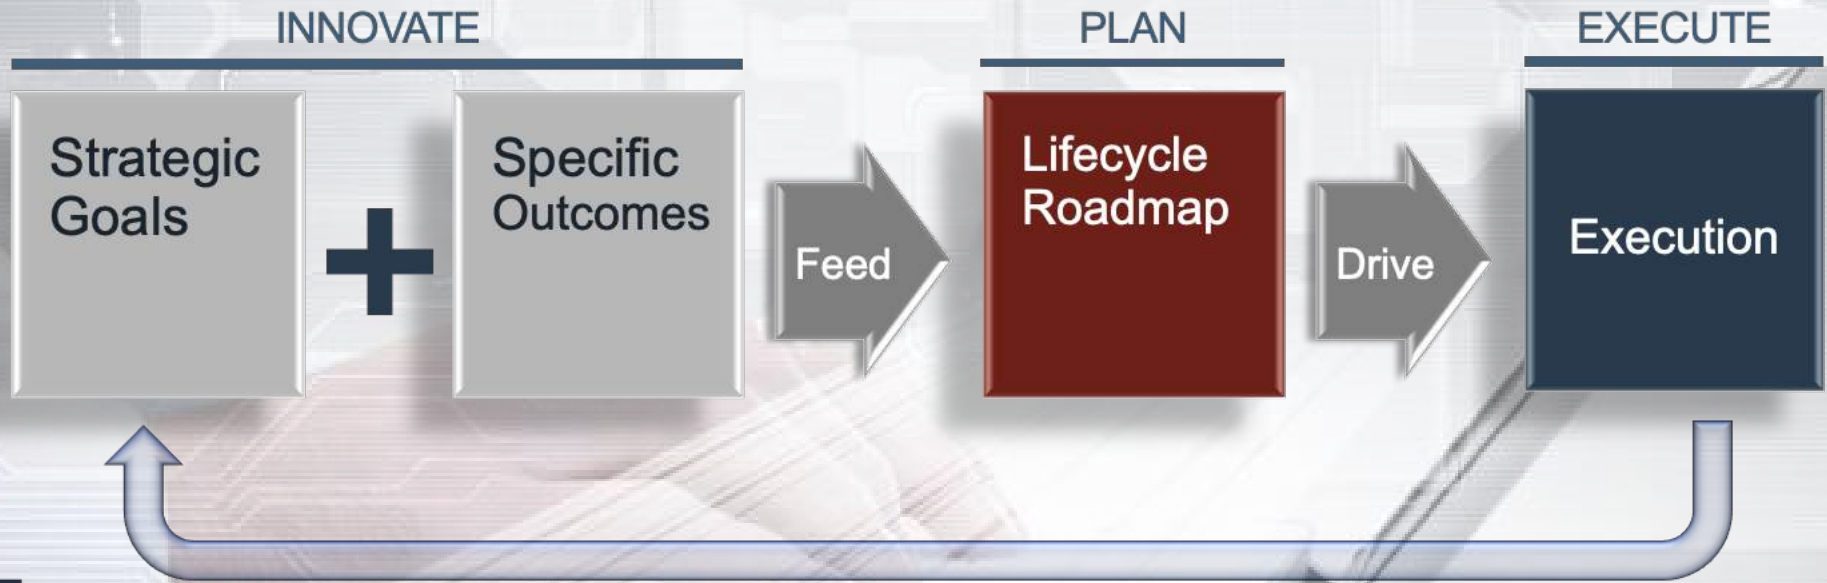 INNOVATE
PLAN
EXECUTE
Strategic
Goals
Specific
Outcomes
Feed
Lifecycle
Roadmap
Drive
Execution